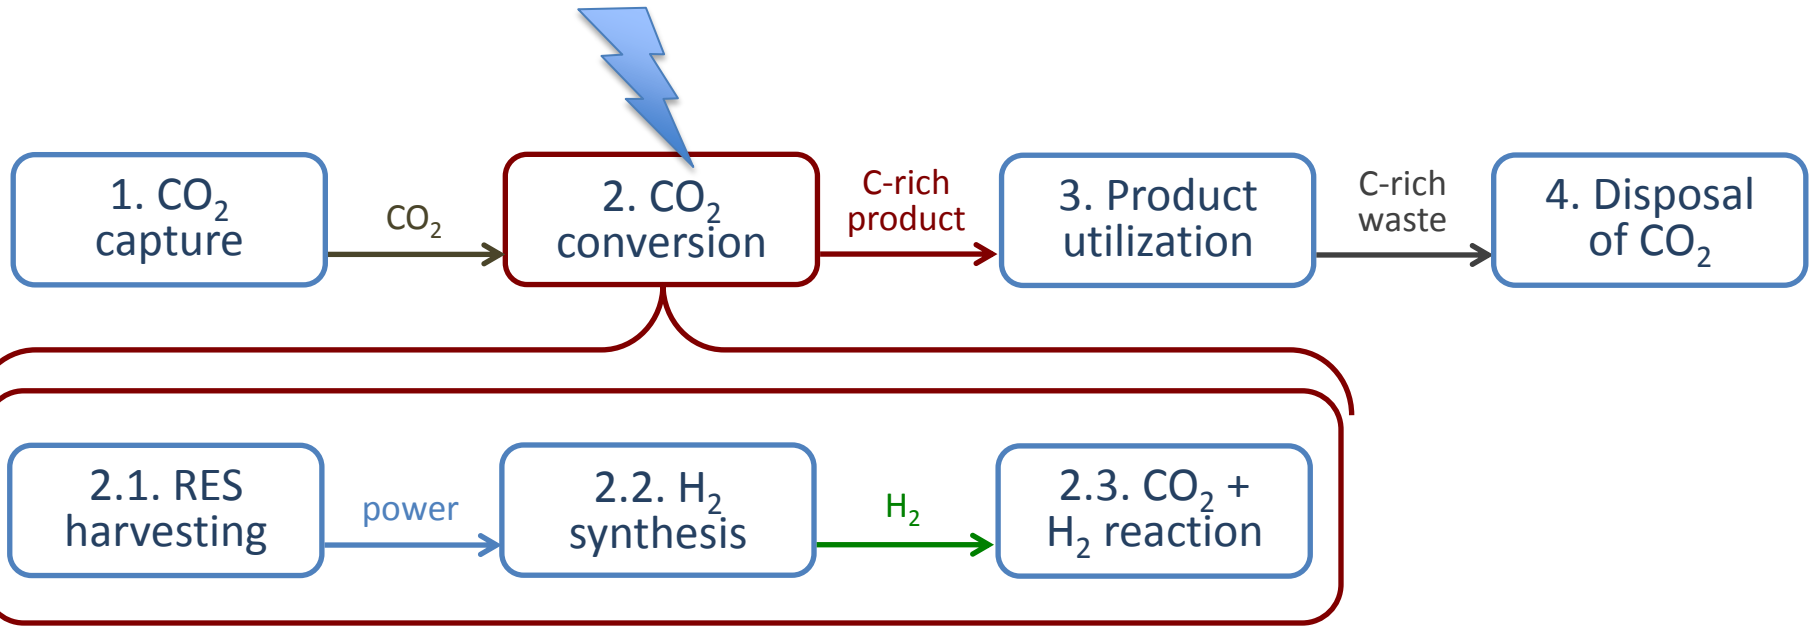 1. CO₂
capture
CO₂
2. CO₂
conversion
C-rich
product
3. Product
utilization
C-rich
waste
4. Disposal
of CO₂
2.1. RES
harvesting
power
2.2. H₂
synthesis
H₂
2.3. CO₂ +
H₂ reaction